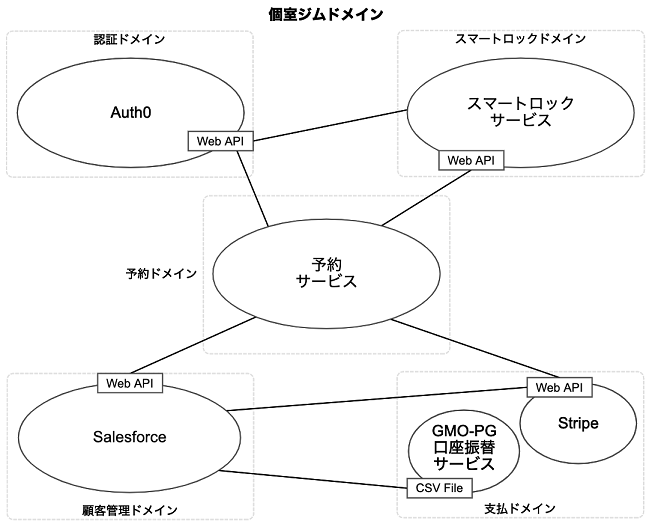 個室ジムドメイン
認証ドメイン
スマートロックドメイン
Auth0
スマートロック
サービス
Web API
Web API
予約
サービス
予約ドメイン
Web API
Web API
Salesforce
Stripe
GMO-PG
口座振替
サービス
CSV File
顧客管理ドメイン
支払ドメイン